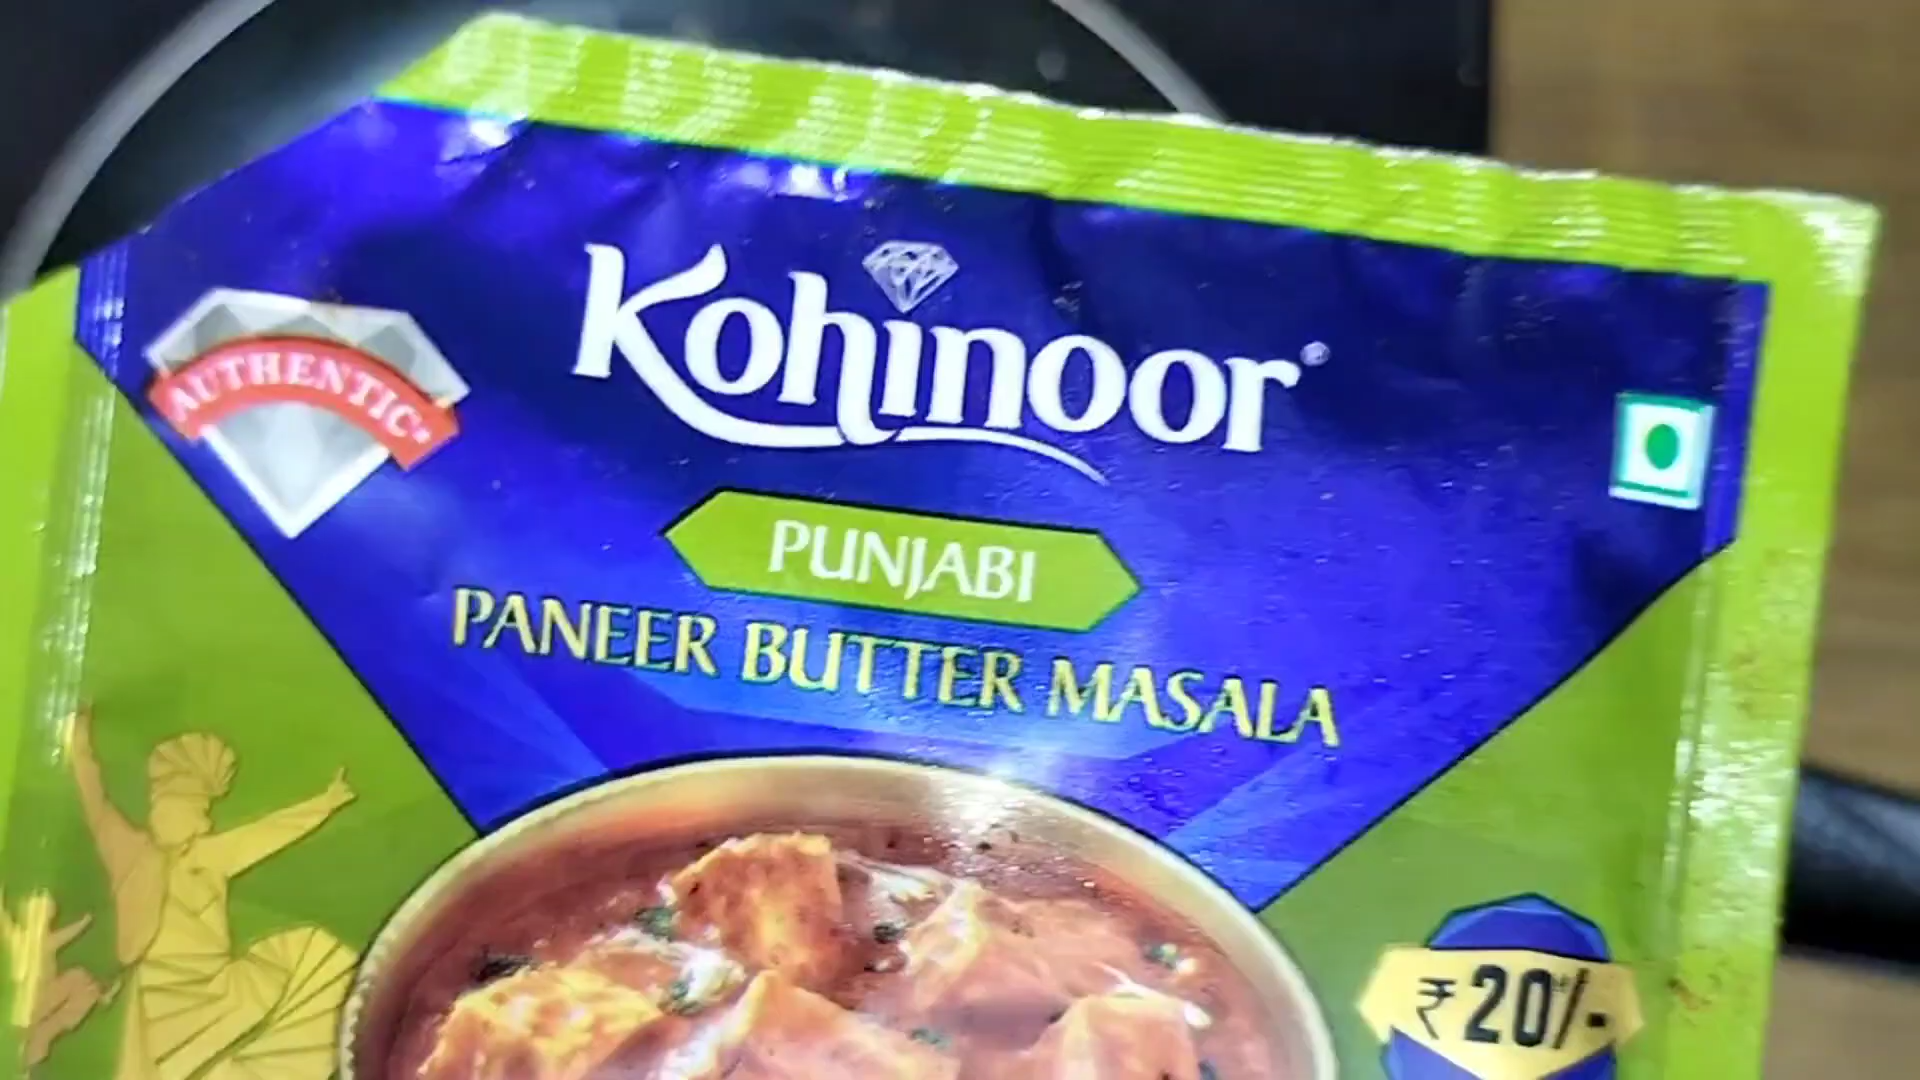 Kohinoor®
AUTHENTIC
PUNJABI
PANEER BUTTER MASALA
₹20/-